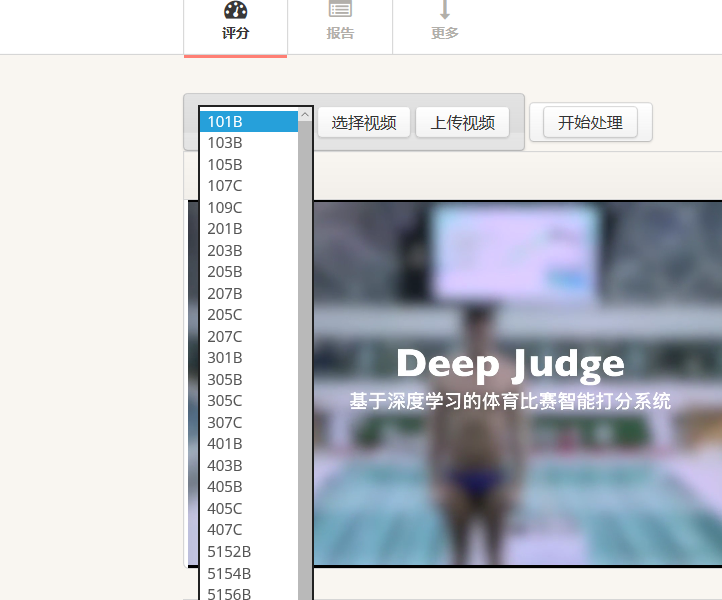 评分
报告
更多
101B
选择视频
上传视频
开始处理
103B
105B
107C
109C
201B
203B
205B
207B
205C
207C
301B
305B
305C
307C
401B
403B
405B
405C
407C
5152B
5154B
5156B
Deep Judge
基于深度学习的体育比赛智能打分系统